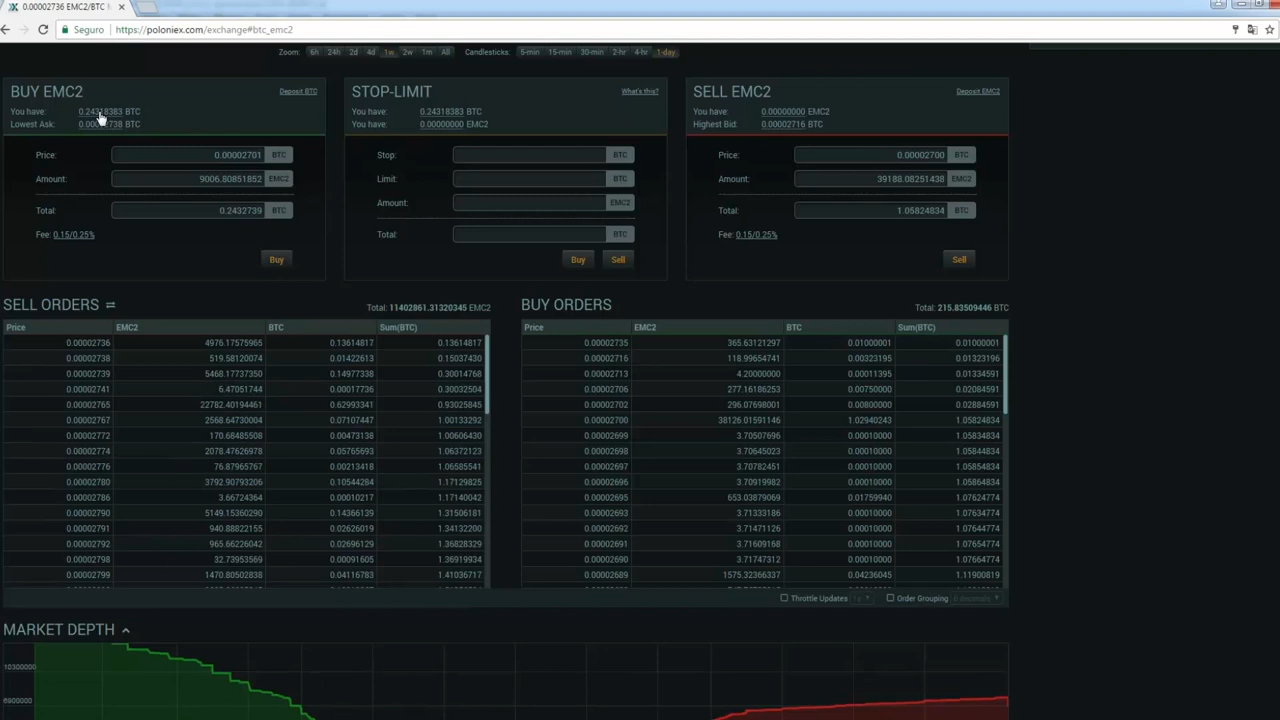 0.00002736 EMC2/BTC
Seguro
https://poloniex.com/exchange#btc_emc2
Zoom: 6h 24h 2d 4d 1w 2w 1m All Candlesticks: 5-min 15-min 30-min 2-hr 4-hr 1-day
BUY EMC2
Deposit BTC
You have: 0.24318383 BTC
Lowest Ask: BTC
Price: 0.00002701 BTC
Amount: 9006.80851852 EMC2
Total: 0.2432739 BTC
Fee: 0.15/0.25%
Buy
STOP-LIMIT
What's this?
You have: 0.24318383 BTC
You have: 0.00000000 EMC2
Stop: BTC
Limit: BTC
Amount: EMC2
Total: BTC
Buy Sell
SELL EMC2
Deposit EMC2
You have: 0.00000000 EMC2
Highest Bid: 0.00002716 BTC
Price: 0.00002700 BTC
Amount: 39188.08251438 EMC2
Total: 1.05824834 BTC
Fee: 0.15/0.25%
Sell
SELL ORDERS
Total: 11402861.31320345 EMC2
Price EMC2 BTC Sum(BTC)
0.00002736 4976.17575965 0.13614817 0.13614817
0.00002738 519.58120074 0.01422613 0.15037430
0.00002739 5468.17737350 0.14977338 0.30014768
0.00002741 6.47051744 0.00017736 0.30032504
0.00002765 22782.40194461 0.62993341 0.93025845
0.00002767 2568.64730004 0.07107447 1.00133292
0.00002772 170.68485508 0.00473138 1.00606430
0.00002774 2078.47626978 0.05765693 1.06372123
0.00002776 76.87965767 0.00213418 1.06585541
0.00002780 3792.90793206 0.10544284 1.17129825
0.00002786 3.66724364 0.00010217 1.17140042
0.00002790 5149.15360290 0.14366139 1.31506181
0.00002791 940.88822155 0.02626019 1.34132200
0.00002792 965.66226042 0.02696129 1.36828329
0.00002798 32.73953569 0.00091605 1.36919934
0.00002799 1470.80502838 0.04116783 1.41036717
BUY ORDERS
Total: 215.83509446 BTC
Price EMC2 BTC Sum(BTC)
0.00002735 365.63121297 0.01000001 0.01000001
0.00002716 118.99654741 0.00323195 0.01323196
0.00002713 4.20000000 0.00011395 0.01334591
0.00002706 277.16186253 0.00750000 0.02084591
0.00002702 296.07698001 0.00800000 0.02884591
0.00002700 38126.01591146 1.02940243 1.05824834
0.00002699 3.70507696 0.00010000 1.05834834
0.00002698 3.70645023 0.00010000 1.05844834
0.00002697 3.70782451 0.00010000 1.05854834
0.00002696 3.70919982 0.00010000 1.05864834
0.00002695 653.03879069 0.01759940 1.07624774
0.00002693 3.71333186 0.00010000 1.07634774
0.00002692 3.71471126 0.00010000 1.07644774
0.00002691 3.71609168 0.00010000 1.07654774
0.00002690 3.71747312 0.00010000 1.07664774
0.00002689 1575.32366337 0.04236045 1.11900819
Throttle Updates
Order Grouping
MARKET DEPTH
10300000
6900000